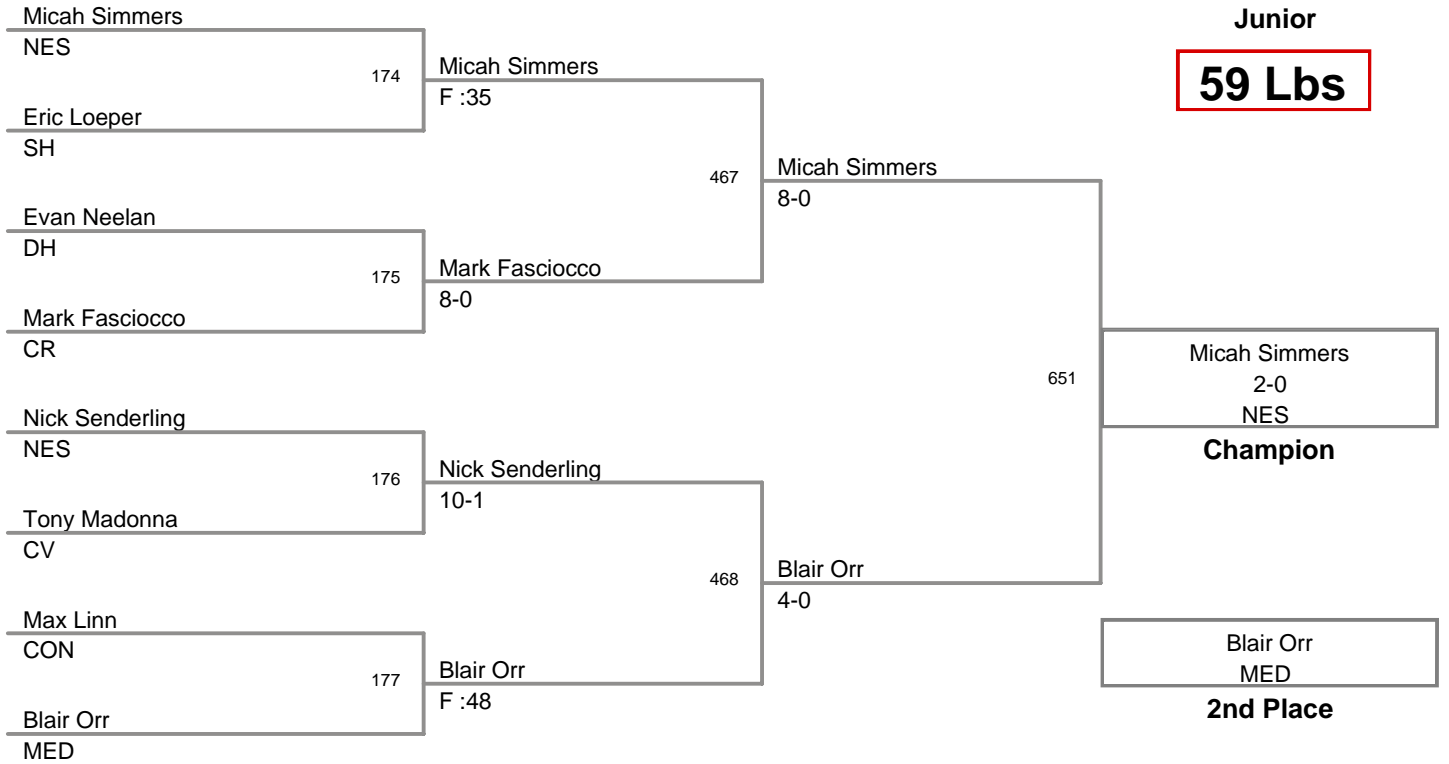 Junior
59 Lbs
Micah Simmers
NES
174
Eric Loeper
SH
Micah Simmers
F :35
Evan Neelan
DH
175
Mark Fasciocco
CR
Mark Fasciocco
8-0
467
Micah Simmers
8-0
Nick Senderling
NES
176
Tony Madonna
CV
Nick Senderling
10-1
Max Linn
CON
177
Blair Orr
MED
Blair Orr
F :48
468
Blair Orr
4-0
651
Micah Simmers
2-0
NES
Champion
Blair Orr
MED
2nd Place